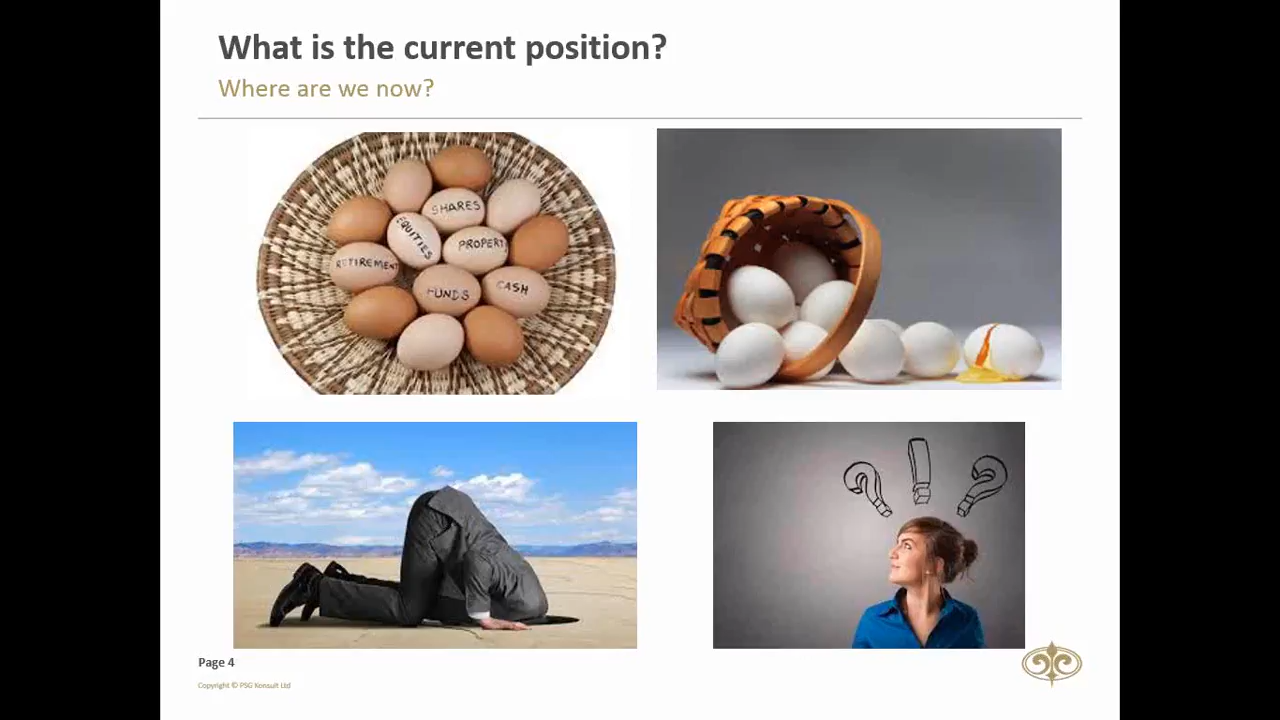 What is the current position?
Where are we now?
SHARES
EQUITIES
PROPERT
RETIREMENT
FUNDS
CASH
? ! ?
Page 4
Copyright © PSG Konsult Ltd